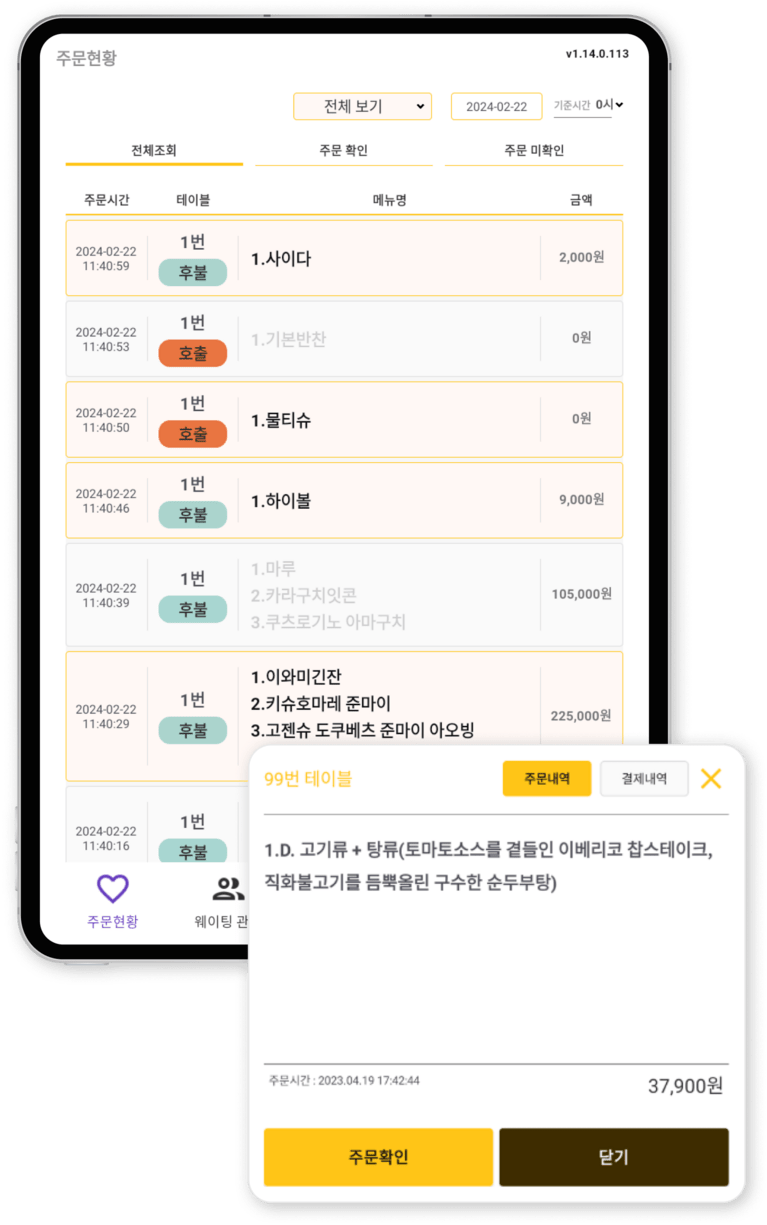 주문현황
v1.14.0.113
전체 보기
2024-02-22
기준시간 0시
전체조회 주문 확인 주문 미확인
주문시간 테이블 메뉴명 금액
2024-02-22
11:40:59
1번
후불
1.사이다
2,000원
2024-02-22
11:40:53
1번
호출
1.기본반찬
0원
2024-02-22
11:40:50
1번
호출
1.물티슈
0원
2024-02-22
11:40:46
1번
후불
1.하이볼
9,000원
2024-02-22
11:40:39
1번
후불
1.마루
2.카라구치잇콘
3.쿠츠로기노 아마구치
105,000원
2024-02-22
11:40:29
1번
후불
1.이와미긴잔
2.키슈호마레 준마이
3.고젠슈 도쿠베츠 준마이 아오빙
225,000원
2024-02-22
11:40:16
1번
후불
주문현황
웨이팅 관
99번 테이블
주문내역
결제내역
1.D. 고기류 + 탕류(토마토소스를 곁들인 이베리코 찹스테이크,
직화불고기를 듬뿍올린 구수한 순두부탕)
주문시간 : 2023.04.19 17:42:44
37,900원
주문확인
닫기